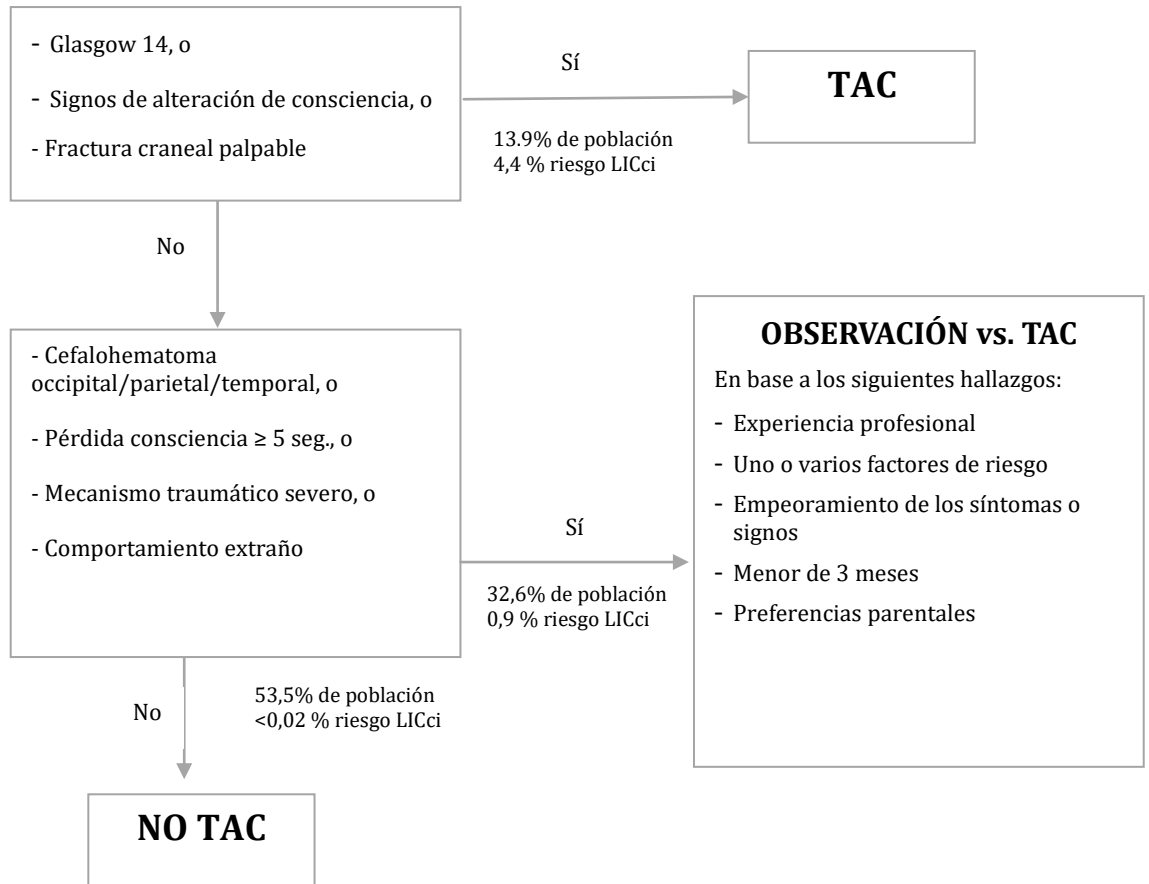 - Glasgow 14, o
- Signos de alteración de consciencia, o
- Fractura craneal palpable
Sí
13.9% de población
4,4 % riesgo LICci
TAC
No
- Cefalohematoma
occipital/parietal/temporal, o
- Pérdida consciencia ≥ 5 seg., o
- Mecanismo traumático severo, o
- Comportamiento extraño
Sí
32,6% de población
0,9 % riesgo LICci
OBSERVACIÓN vs. TAC
En base a los siguientes hallazgos:
- Experiencia profesional
- Uno o varios factores de riesgo
- Empeoramiento de los síntomas o
signos
- Menor de 3 meses
- Preferencias parentales
No
53,5% de población
<0,02 % riesgo LICci
NO TAC